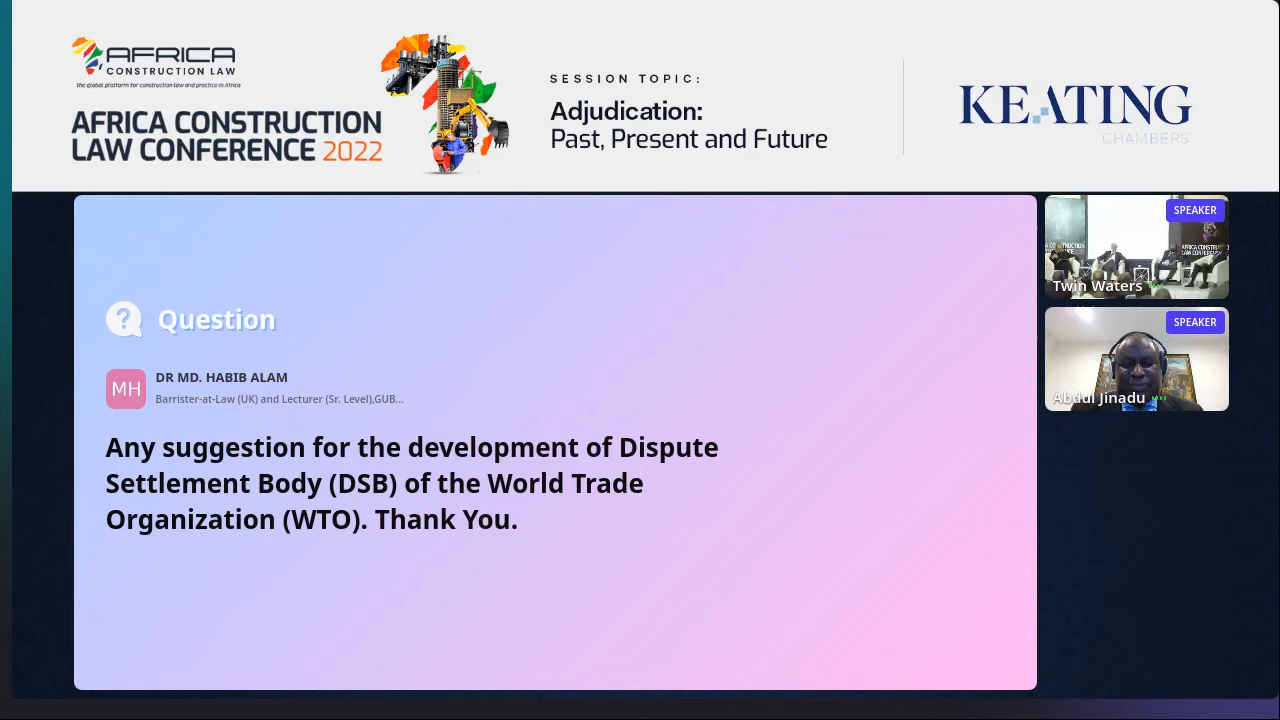 AFRICA
CONSTRUCTION LAW
the global platform for construction law and practice in Africa
AFRICA CONSTRUCTION
LAW CONFERENCE 2022
SESSION TOPIC:
Adjudication:
Past, Present and Future
KEATING
CHAMBERS
Question
MH
DR MD. HABIB ALAM
Barrister-at-Law (UK) and Lecturer (Sr. Level),GUB...
Any suggestion for the development of Dispute
Settlement Body (DSB) of the World Trade
Organization (WTO). Thank You.
SPEAKER
Twin Waters
SPEAKER
Abdul Jinadu